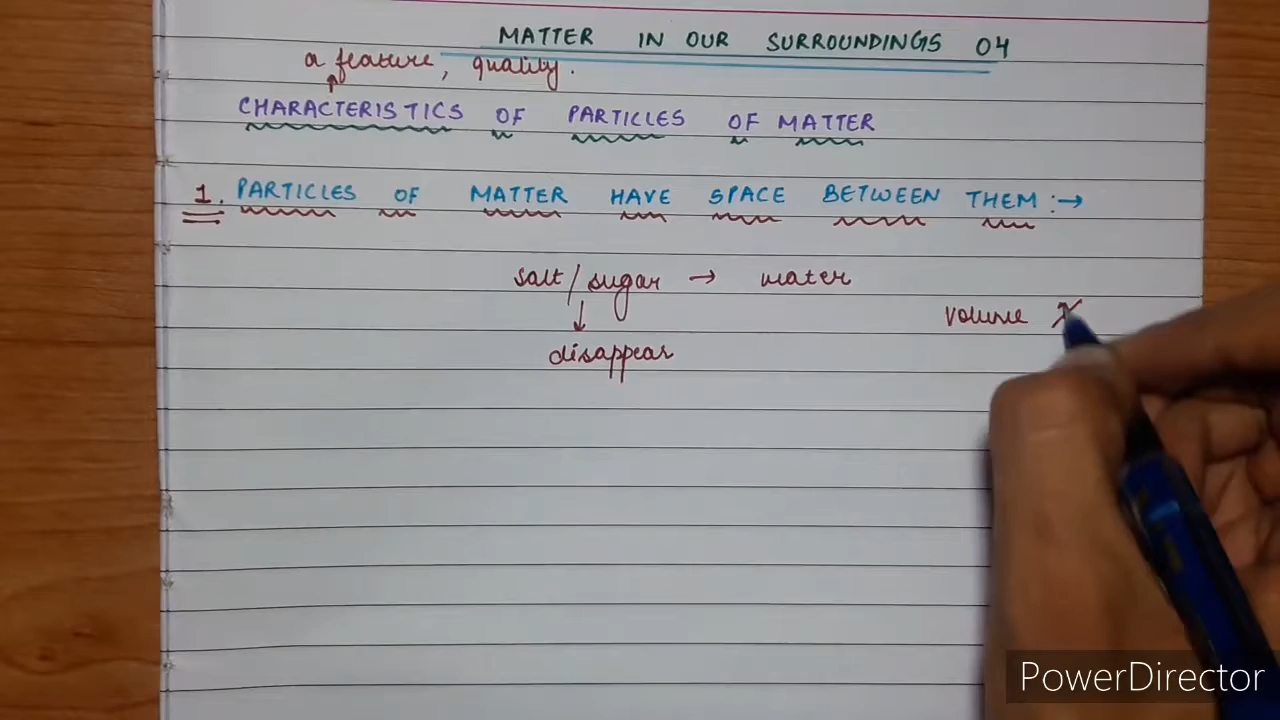 MATTER IN OUR SURROUNDINGS 04
a feature, quality.
CHARACTERISTICS OF PARTICLES OF MATTER
1. PARTICLES OF MATTER HAVE SPACE BETWEEN THEM :→
salt / sugar → water
volume
↓
disappear
PowerDirector